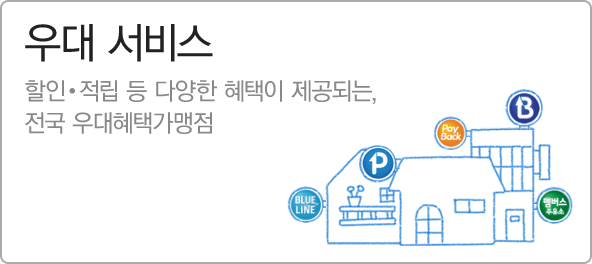 우대 서비스
할인•적립 등 다양한 혜택이 제공되는,
전국 우대혜택가맹점
B
Pay
Back
P
BLUE
LINE
멤버스
주유소